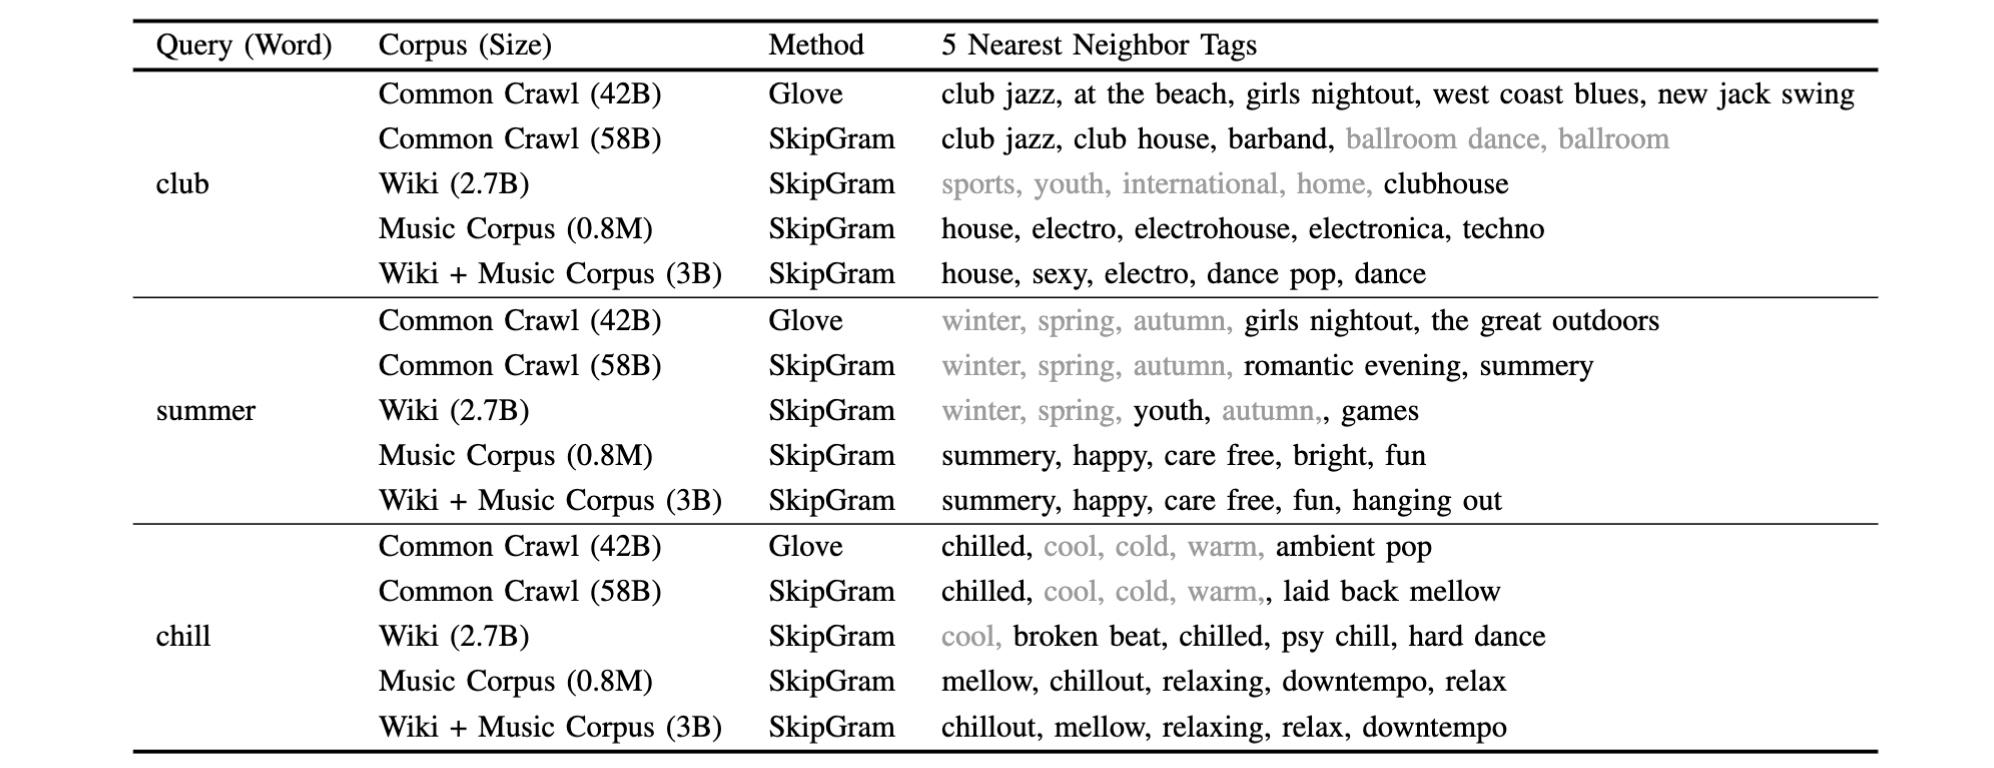 Query (Word) Corpus (Size) Method 5 Nearest Neighbor Tags
Common Crawl (42B) Glove club jazz, at the beach, girls nightout, west coast blues, new jack swing
Common Crawl (58B) SkipGram club jazz, club house, barband, ballroom dance, ballroom
club Wiki (2.7B) SkipGram sports, youth, international, home, clubhouse
Music Corpus (0.8M) SkipGram house, electro, electrohouse, electronica, techno
Wiki + Music Corpus (3B) SkipGram house, sexy, electro, dance pop, dance
Common Crawl (42B) Glove winter, spring, autumn, girls nightout, the great outdoors
Common Crawl (58B) SkipGram winter, spring, autumn, romantic evening, summery
summer Wiki (2.7B) SkipGram winter, spring, youth, autumn,, games
Music Corpus (0.8M) SkipGram summery, happy, care free, bright, fun
Wiki + Music Corpus (3B) SkipGram summery, happy, care free, fun, hanging out
Common Crawl (42B) Glove chilled, cool, cold, warm, ambient pop
Common Crawl (58B) SkipGram chilled, cool, cold, warm,, laid back mellow
chill Wiki (2.7B) SkipGram cool, broken beat, chilled, psy chill, hard dance
Music Corpus (0.8M) SkipGram mellow, chillout, relaxing, downtempo, relax
Wiki + Music Corpus (3B) SkipGram chillout, mellow, relaxing, relax, downtempo